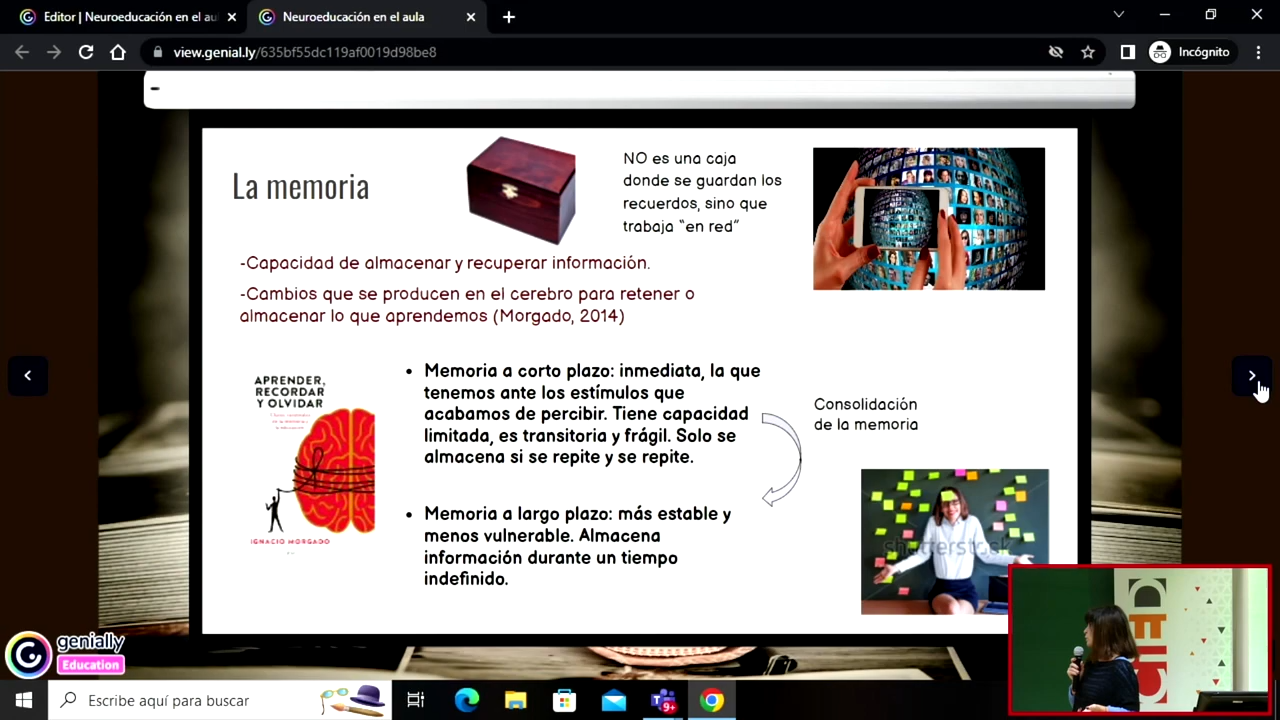 Editor | Neuroeducación en el au
Neuroeducación en el aula
view.genial.ly/635bf55dc119af0019d98be8
Incógnito
La memoria
NO es una caja
donde se guardan los
recuerdos, sino que
trabaja "en red"
-Capacidad de almacenar y recuperar información.
-Cambios que se producen en el cerebro para retener o
almacenar lo que aprendemos (Morgado, 2014)
APRENDER,
RECORDAR
Y OLVIDAR
IGNACIO MORGADO
• Memoria a corto plazo: inmediata, la que
tenemos ante los estímulos que
acabamos de percibir. Tiene capacidad
limitada, es transitoria y frágil. Solo se
almacena si se repite y se repite.
Consolidación
de la memoria
• Memoria a largo plazo: más estable y
menos vulnerable. Almacena
información durante un tiempo
indefinido.
shutterstock
genially
Education
Escribe aquí para buscar
9+